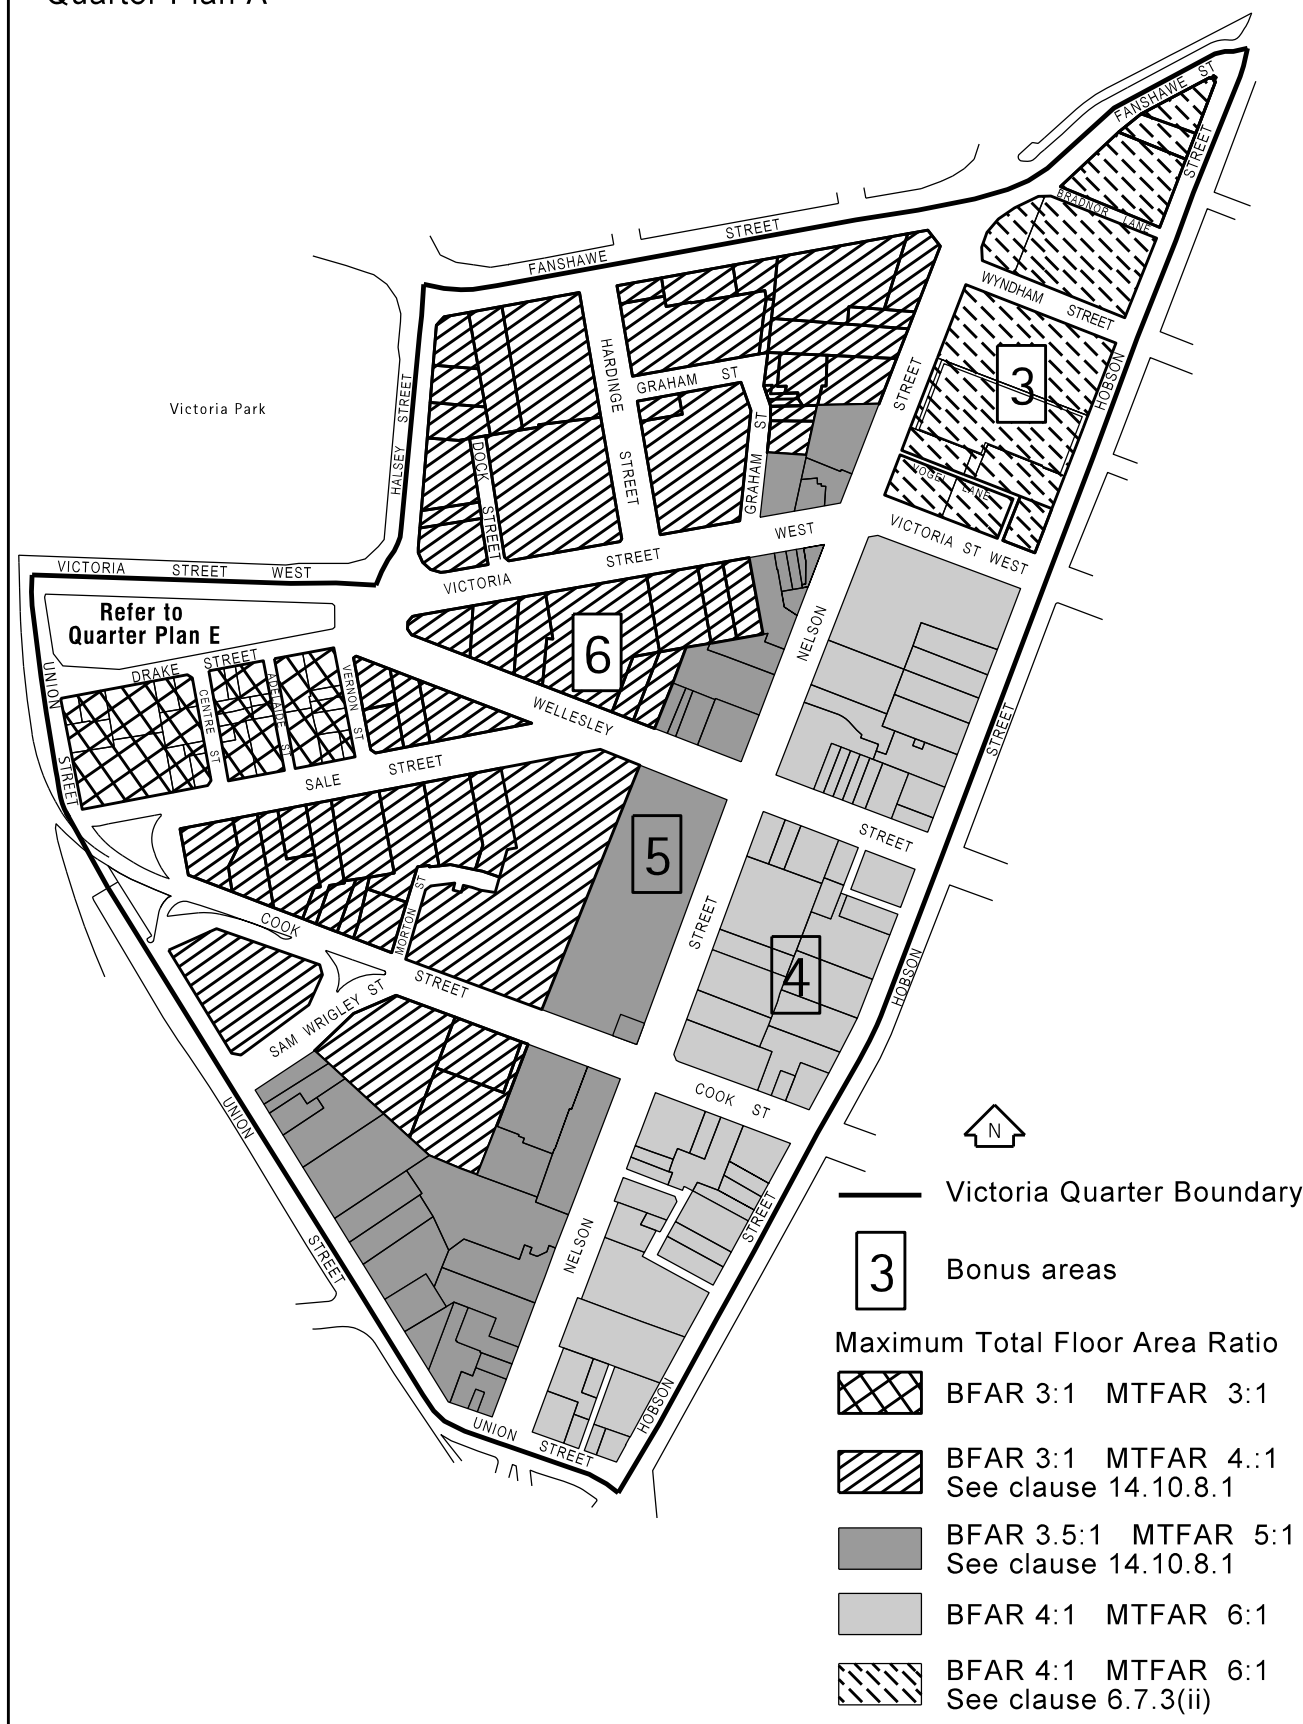 Quarter Plan A
FANSHAWE ST
STREET
BRADNOR LANE
STREET
FANSHAWE
WYNDHAM STREET
HARDINGE STREET
GRAHAM ST
GRAHAM ST
STREET
3
HOBSON
Victoria Park
HALSEY STREET
DOCK STREET
VOGEL LANE
VICTORIA ST WEST
VICTORIA STREET WEST
VICTORIA STREET WEST
Refer to
Quarter Plan E
6
NELSON
UNION STREET
DRAKE STREET
CENTRE ST
ADELAIDE ST
VERNON ST
WELLESLEY
STREET
STREET
SALE STREET
5
4
STREET
HOBSON
MORTON ST
COOK STREET
SAM WRIGLEY ST
COOK ST
UNION STREET
NELSON
STREET
HOBSON
UNION STREET
N
Victoria Quarter Boundary
3
Bonus areas
Maximum Total Floor Area Ratio
BFAR 3:1 MTFAR 3:1
BFAR 3:1 MTFAR 4.:1
See clause 14.10.8.1
BFAR 3.5:1 MTFAR 5:1
See clause 14.10.8.1
BFAR 4:1 MTFAR 6:1
BFAR 4:1 MTFAR 6:1
See clause 6.7.3(ii)